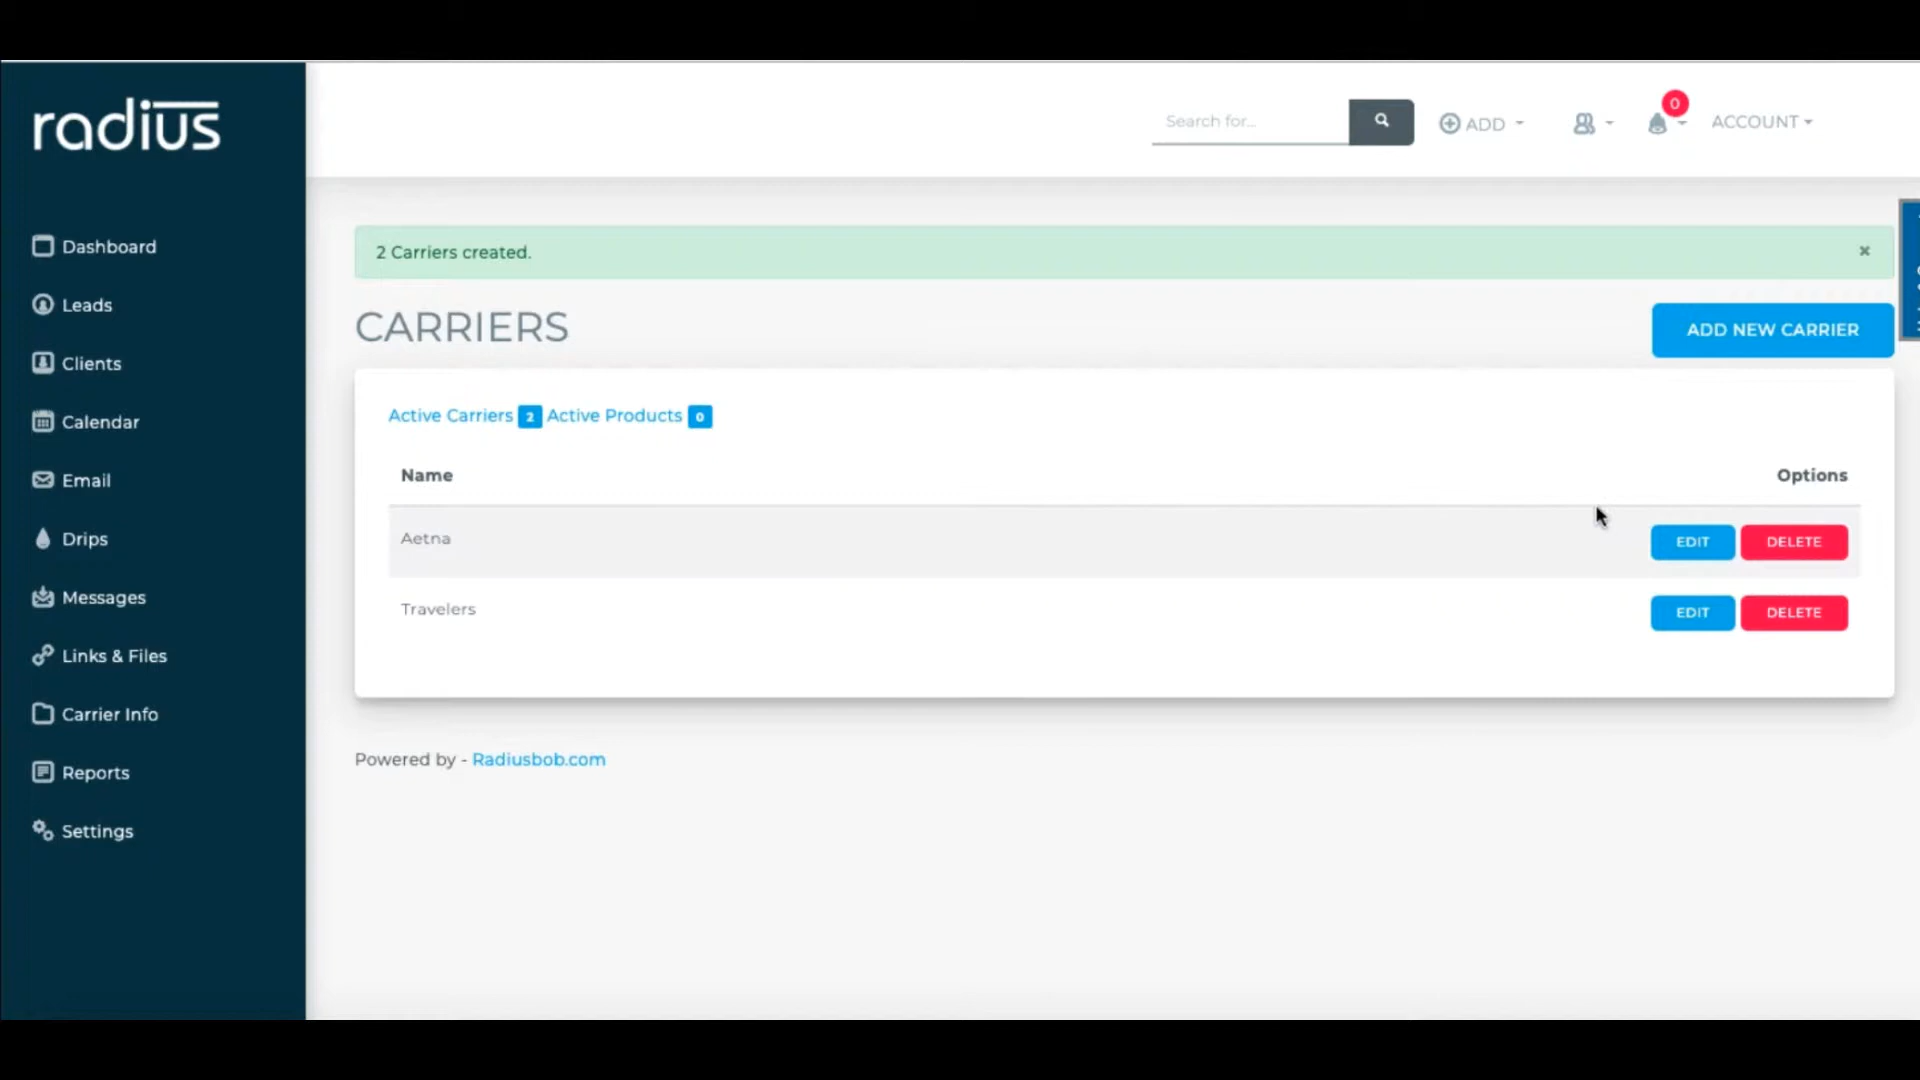 radius
Search for...
ADD
0
ACCOUNT
Dashboard
Leads
Clients
Calendar
Email
Drips
Messages
Links & Files
Carrier Info
Reports
Settings
2 Carriers created.
×
CARRIERS
ADD NEW CARRIER
Active Carriers 2 Active Products 0
Name Options
Aetna EDIT DELETE
Travelers EDIT DELETE
Powered by - Radiusbob.com